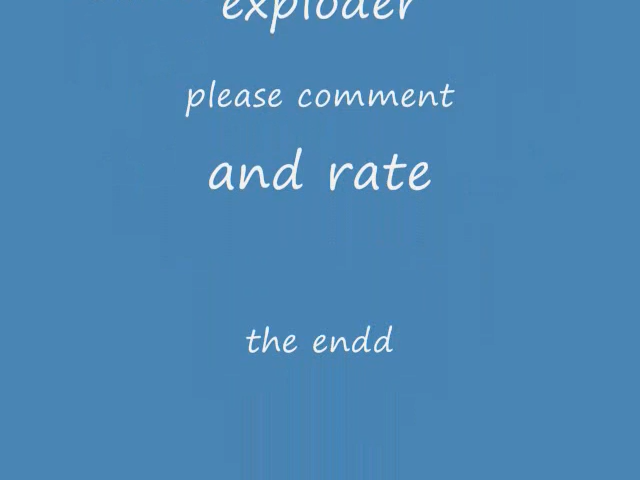 exploder
please comment
and rate
the endd